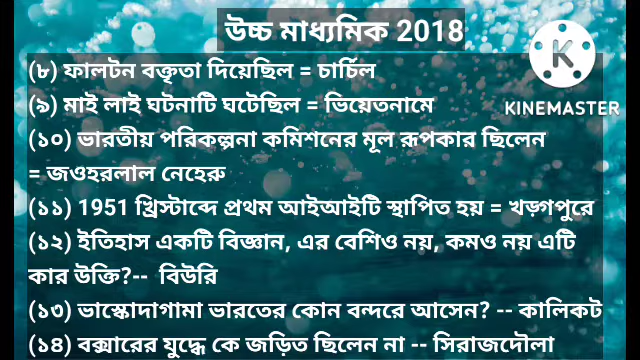 উচ্চ মাধ্যমিক 2018
(৮) ফালটন বক্তৃতা দিয়েছিল = চার্চিল
(৯) মাই লাই ঘটনাটি ঘটেছিল = ভিয়েতনামে
(১০) ভারতীয় পরিকল্পনা কমিশনের মূল রূপকার ছিলেন
= জওহরলাল নেহেরু
(১১) 1951 খ্রিস্টাব্দে প্রথম আইআইটি স্থাপিত হয় = খড়্গপুরে
(১২) ইতিহাস একটি বিজ্ঞান, এর বেশিও নয়, কমও নয় এটি
কার উক্তি?-- বিউরি
(১৩) ভাস্কোদাগামা ভারতের কোন বন্দরে আসেন? -- কালিকট
(১৪) বক্সারের যুদ্ধে কে জড়িত ছিলেন না -- সিরাজদৌলা
K
KINEMASTER